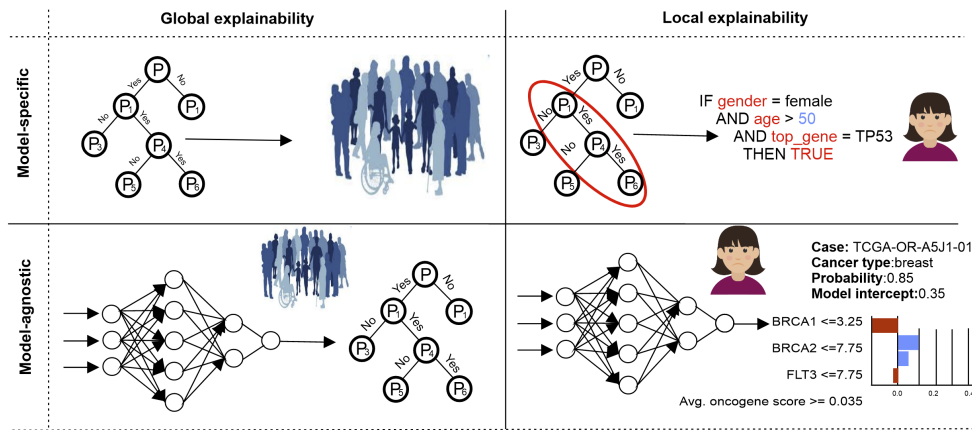 Global explainability
Local explainability
Model-specific
P
Yes
No
P1
P1
No
Yes
P3
P4
No
Yes
P5
P6
P
Yes
No
P1
P1
No
Yes
P3
P4
No
Yes
P5
P6
IF gender = female
AND age > 50
AND top_gene = TP53
THEN TRUE
Model-agnostic
P
Yes
No
P1
P1
No
Yes
P3
P4
No
Yes
P5
P6
Case: TCGA-OR-A5J1-01
Cancer type:breast
Probability:0.85
Model intercept:0.35
BRCA1 <=3.25
BRCA2 <=7.75
FLT3 <=7.75
Avg. oncogene score >= 0.035
0.0 0.2 0.4